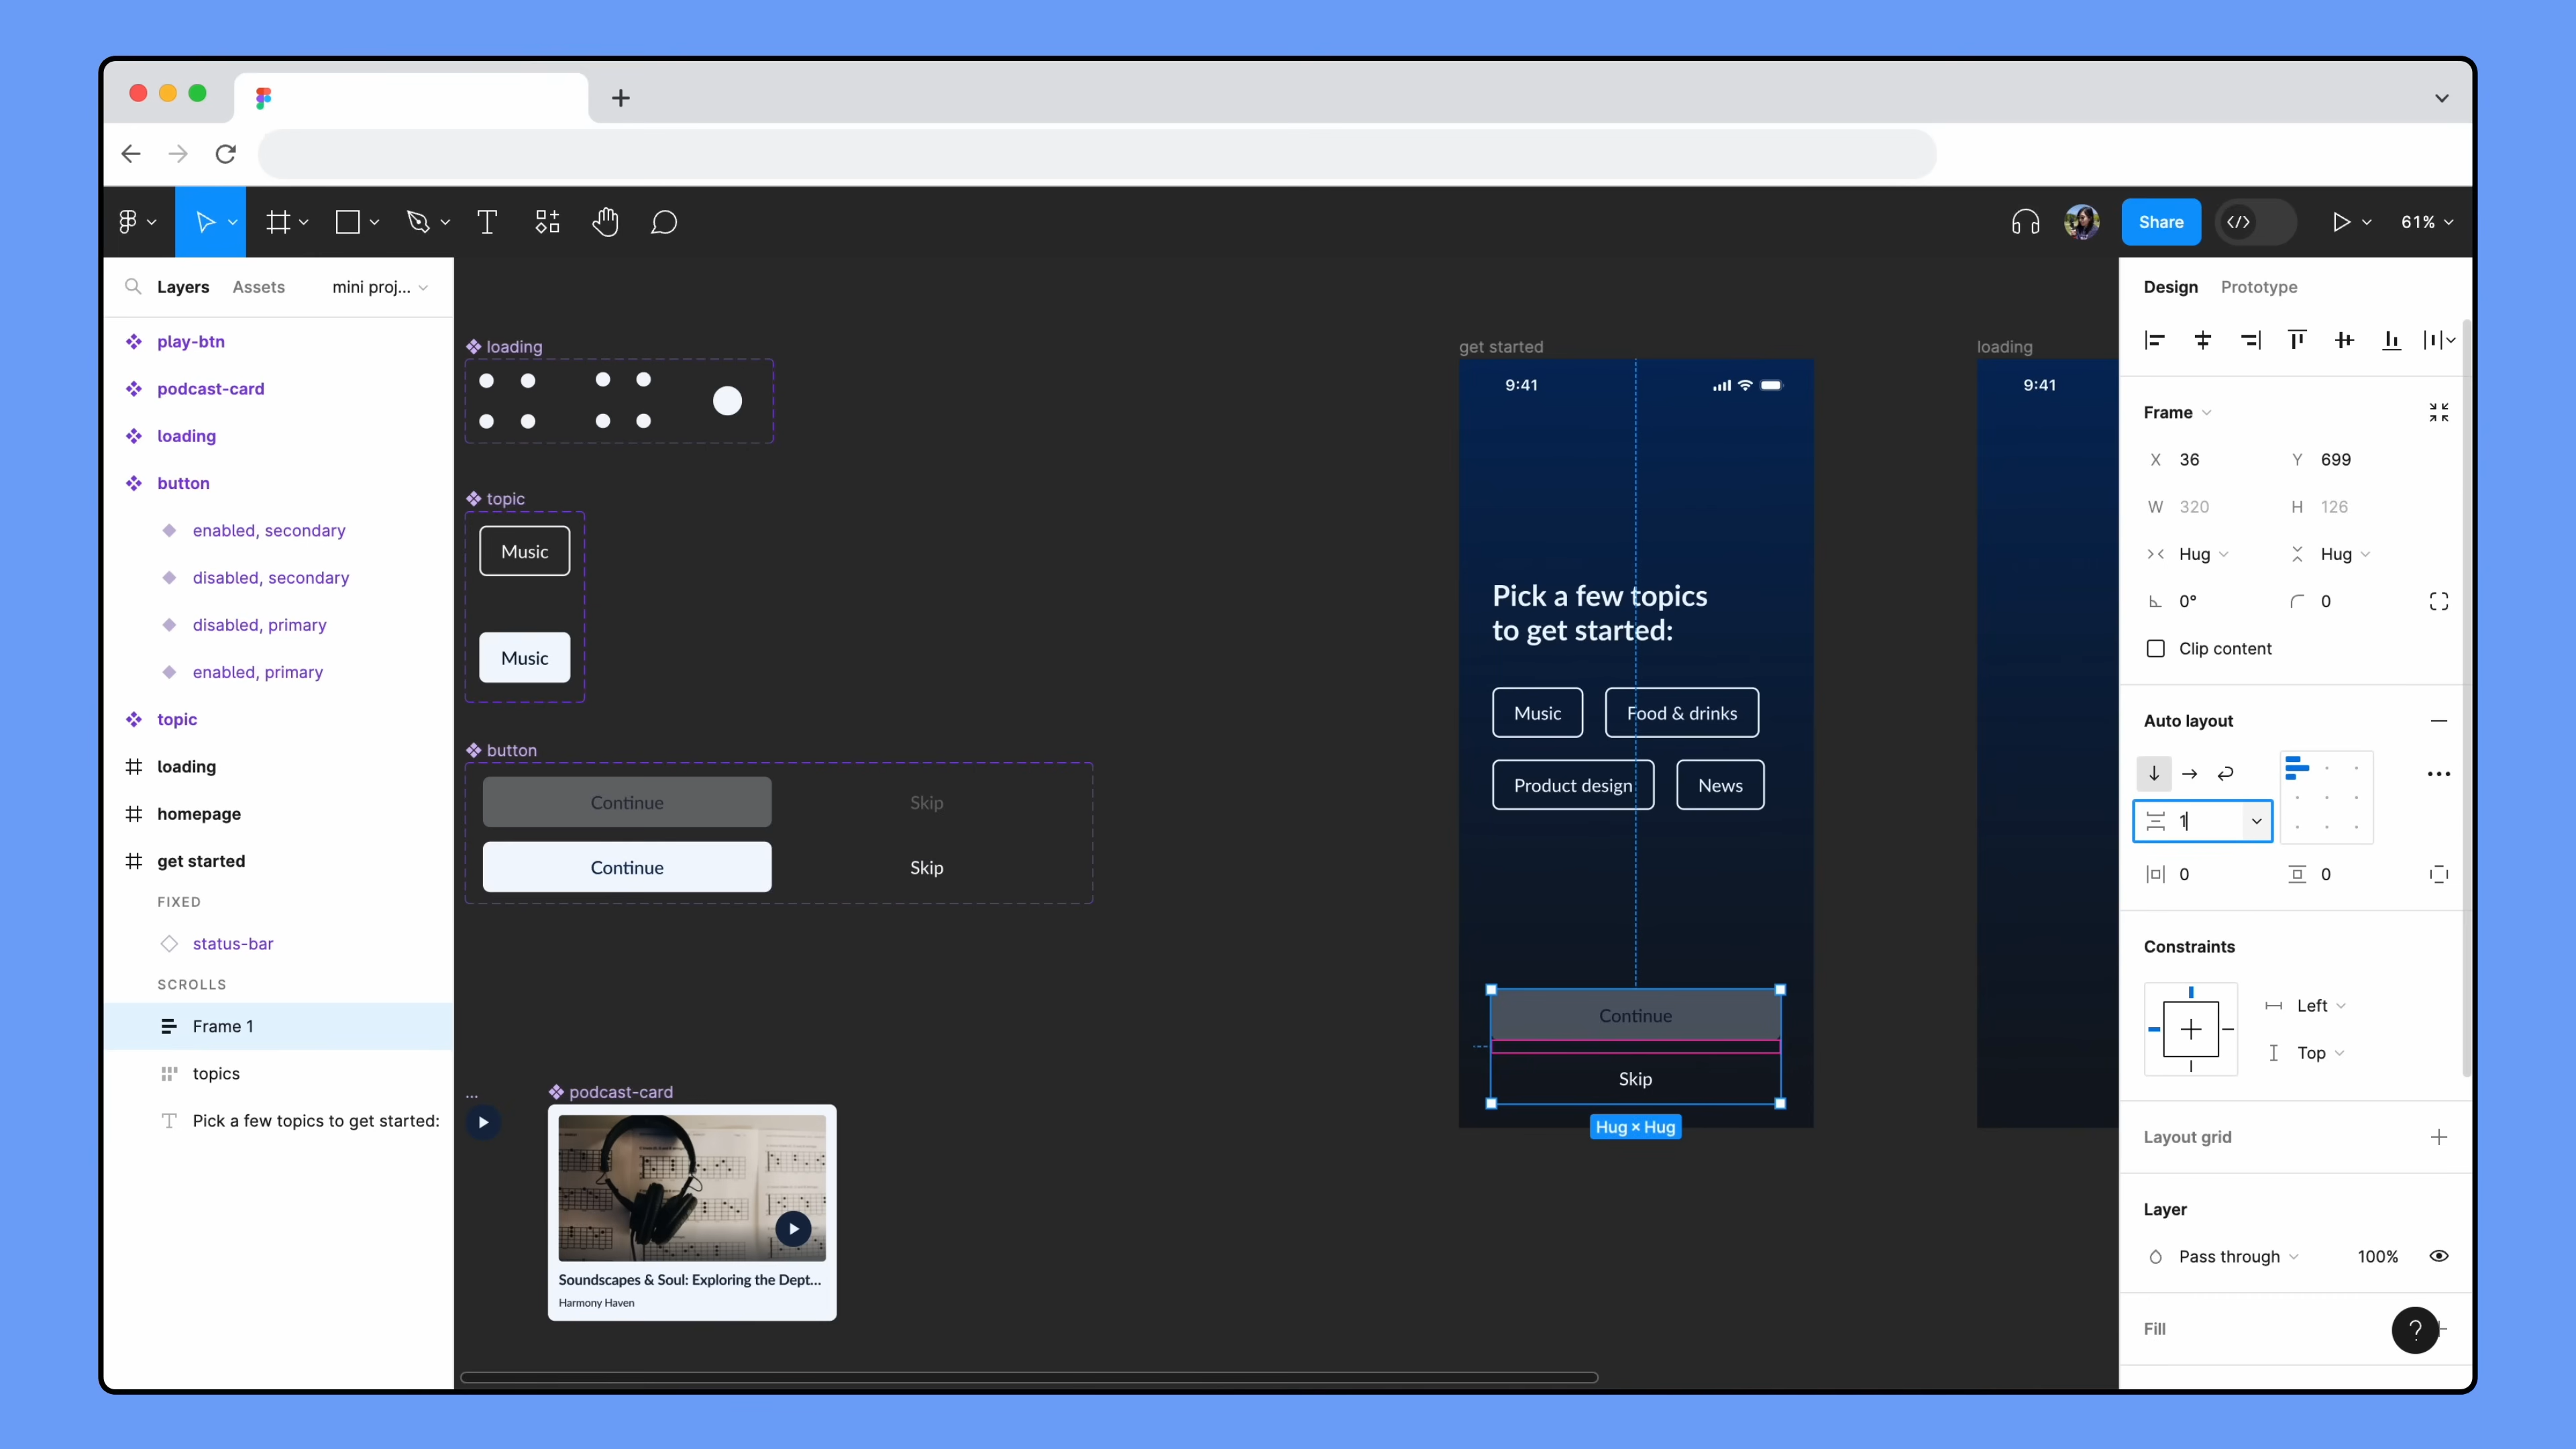 Share
61%
Layers
Assets
mini proj...
play-btn
podcast-card
loading
button
enabled, secondary
disabled, secondary
disabled, primary
enabled, primary
topic
loading
homepage
get started
FIXED
status-bar
SCROLLS
Frame 1
topics
Pick a few topics to get started:
loading
topic
Music
Music
button
Continue
Skip
Continue
Skip
...
podcast-card
Soundscapes & Soul: Exploring the Dept...
Harmony Haven
get started
9:41
Pick a few topics
to get started:
Music
Food & drinks
Product design
News
Continue
Skip
Hug × Hug
loading
9:41
Design
Prototype
Frame
X 36
Y 699
W 320
H 126
Hug
Hug
0°
0
Clip content
Auto layout
1
0
0
Constraints
Left
Top
Layout grid
Layer
Pass through
100%
Fill
?